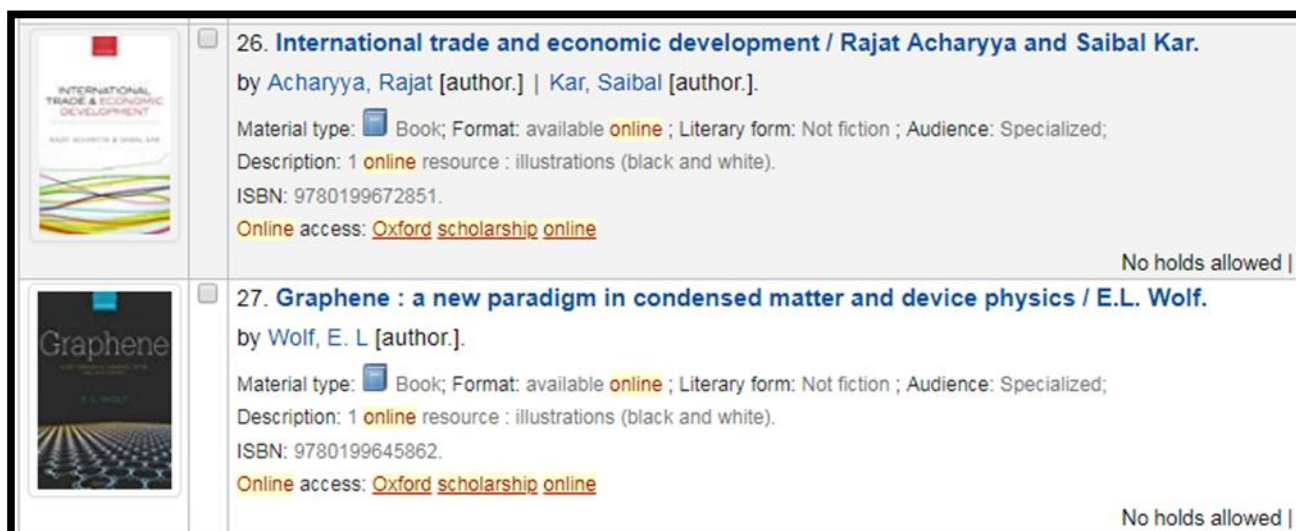 INTERNATIONAL
TRADE & ECONOMIC
DEVELOPMENT
RAJAT ACHARYYA & SAIBAL KAR
26. International trade and economic development / Rajat Acharyya and Saibal Kar.
by Acharyya, Rajat [author.] | Kar, Saibal [author.].
Material type: Book; Format: available online ; Literary form: Not fiction ; Audience: Specialized;
Description: 1 online resource : illustrations (black and white).
ISBN: 9780199672851.
Online access: Oxford scholarship online
No holds allowed |
Graphene
E. L. WOLF
27. Graphene : a new paradigm in condensed matter and device physics / E.L. Wolf.
by Wolf, E. L [author.].
Material type: Book; Format: available online ; Literary form: Not fiction ; Audience: Specialized;
Description: 1 online resource : illustrations (black and white).
ISBN: 9780199645862.
Online access: Oxford scholarship online
No holds allowed |